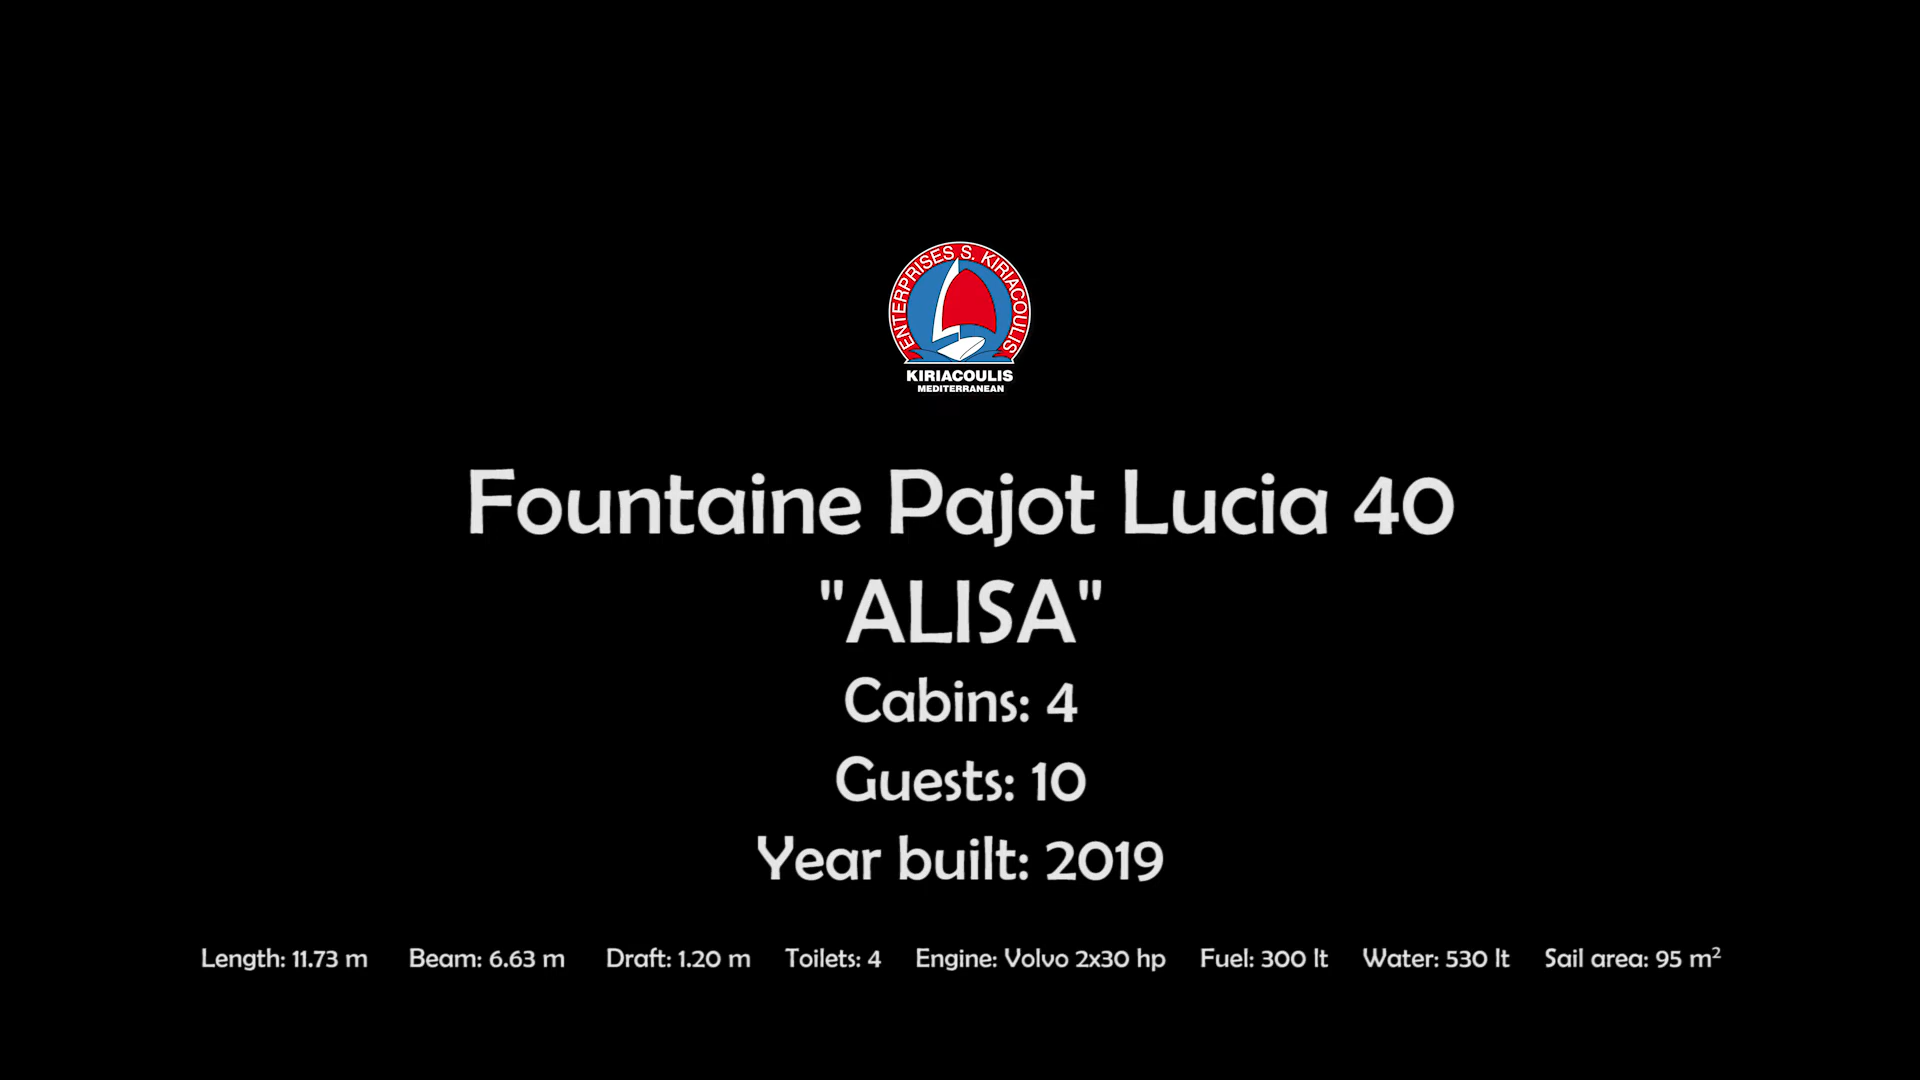 ENTERPRISES S. KIRIACOULIS
KIRIACOULIS
MEDITERRANEAN
Fountaine Pajot Lucia 40
"ALISA"
Cabins: 4
Guests: 10
Year built: 2019
Length: 11.73 m Beam: 6.63 m Draft: 1.20 m Toilets: 4 Engine: Volvo 2x30 hp Fuel: 300 lt Water: 530 lt Sail area: 95 m²